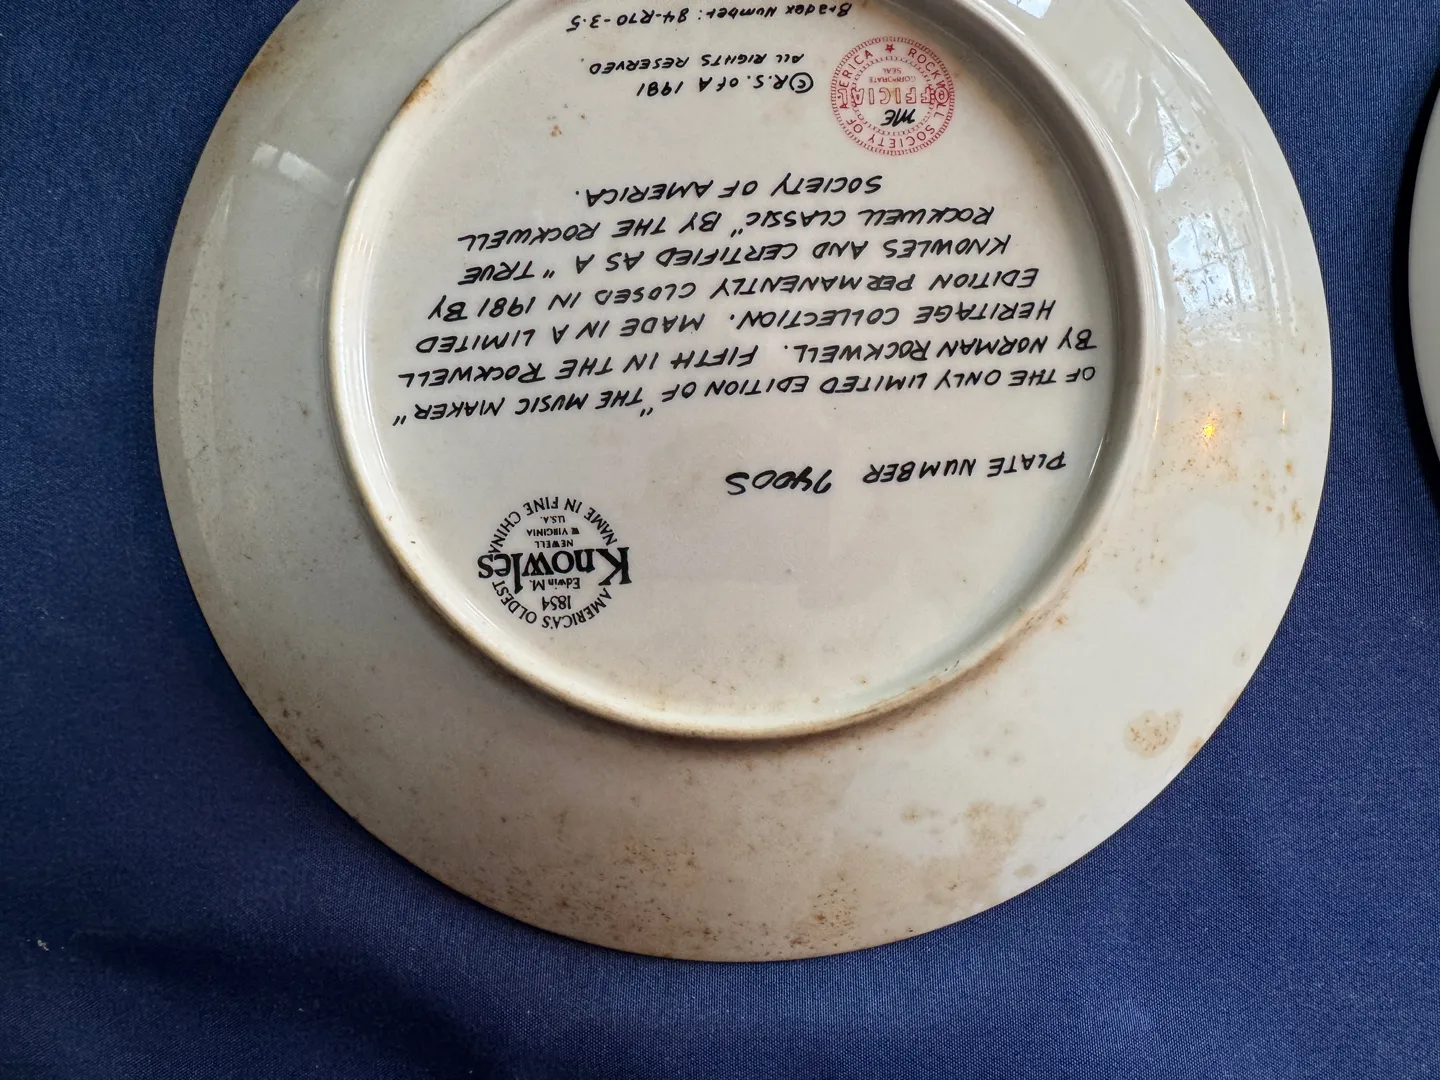 AMERICA'S OLDEST NAME IN FINE CHINA
1854
Edwin M.
Knowles
NEWELL
W VIRGINIA
U.S.A.
PLATE NUMBER
OF THE ONLY LIMITED EDITION OF "THE MUSIC MAKER"
BY NORMAN ROCKWELL. FIFTH IN THE ROCKWELL
HERITAGE COLLECTION. MADE IN A LIMITED
EDITION PERMANENTLY CLOSED IN 1981 BY
KNOWLES AND CERTIFIED AS A "TRUE
ROCKWELL CLASSIC" BY THE ROCKWELL
SOCIETY OF AMERICA.
ROCKWELL SOCIETY OF AMERICA
OFFICIAL
CORPORATE
SEAL
© R.S. OF A 1981
ALL RIGHTS RESERVED.
Bradex Number: 84-R70-3.5